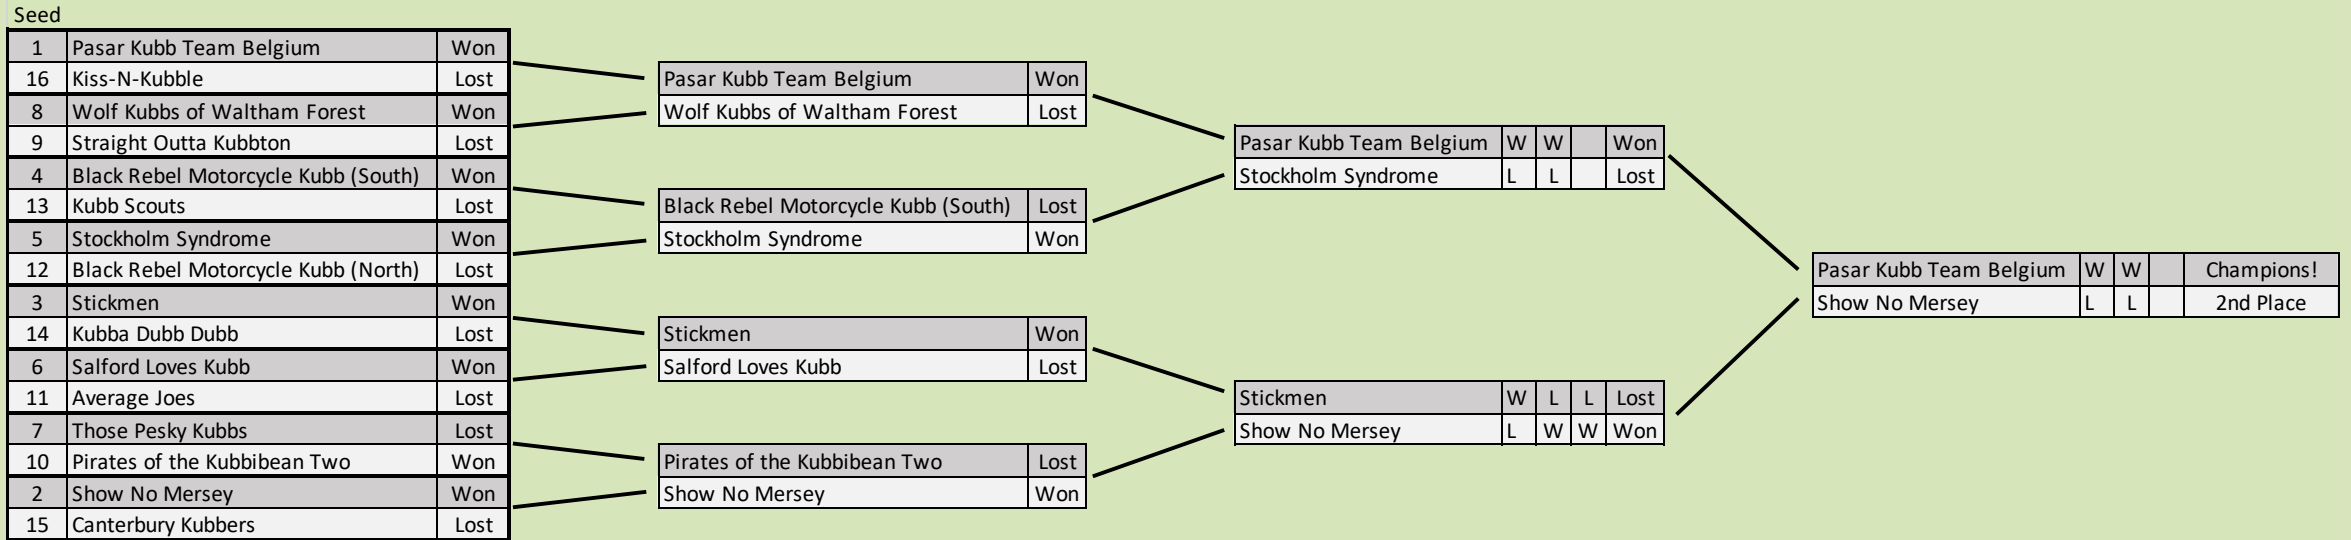 Seed
1 Pasar Kubb Team Belgium Won
16 Kiss-N-Kubble Lost
8 Wolf Kubbs of Waltham Forest Won
9 Straight Outta Kubbton Lost
4 Black Rebel Motorcycle Kubb (South) Won
13 Kubb Scouts Lost
5 Stockholm Syndrome Won
12 Black Rebel Motorcycle Kubb (North) Lost
3 Stickmen Won
14 Kubba Dubb Dubb Lost
6 Salford Loves Kubb Won
11 Average Joes Lost
7 Those Pesky Kubbs Lost
10 Pirates of the Kubbibean Two Won
2 Show No Mersey Won
15 Canterbury Kubbers Lost
Pasar Kubb Team Belgium Won
Wolf Kubbs of Waltham Forest Lost
Black Rebel Motorcycle Kubb (South) Lost
Stockholm Syndrome Won
Stickmen Won
Salford Loves Kubb Lost
Pirates of the Kubbibean Two Lost
Show No Mersey Won
Pasar Kubb Team Belgium W W Won
Stockholm Syndrome L L Lost
Stickmen W L L Lost
Show No Mersey L W W Won
Pasar Kubb Team Belgium W W Champions!
Show No Mersey L L 2nd Place